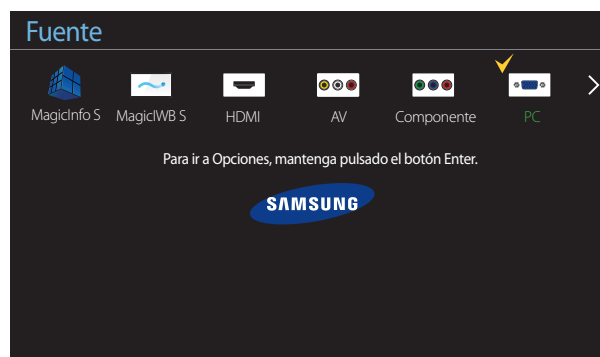 Fuente
MagicInfo S MagicIWB S HDMI AV Componente PC
Para ir a Opciones, mantenga pulsado el botón Enter.
SAMSUNG